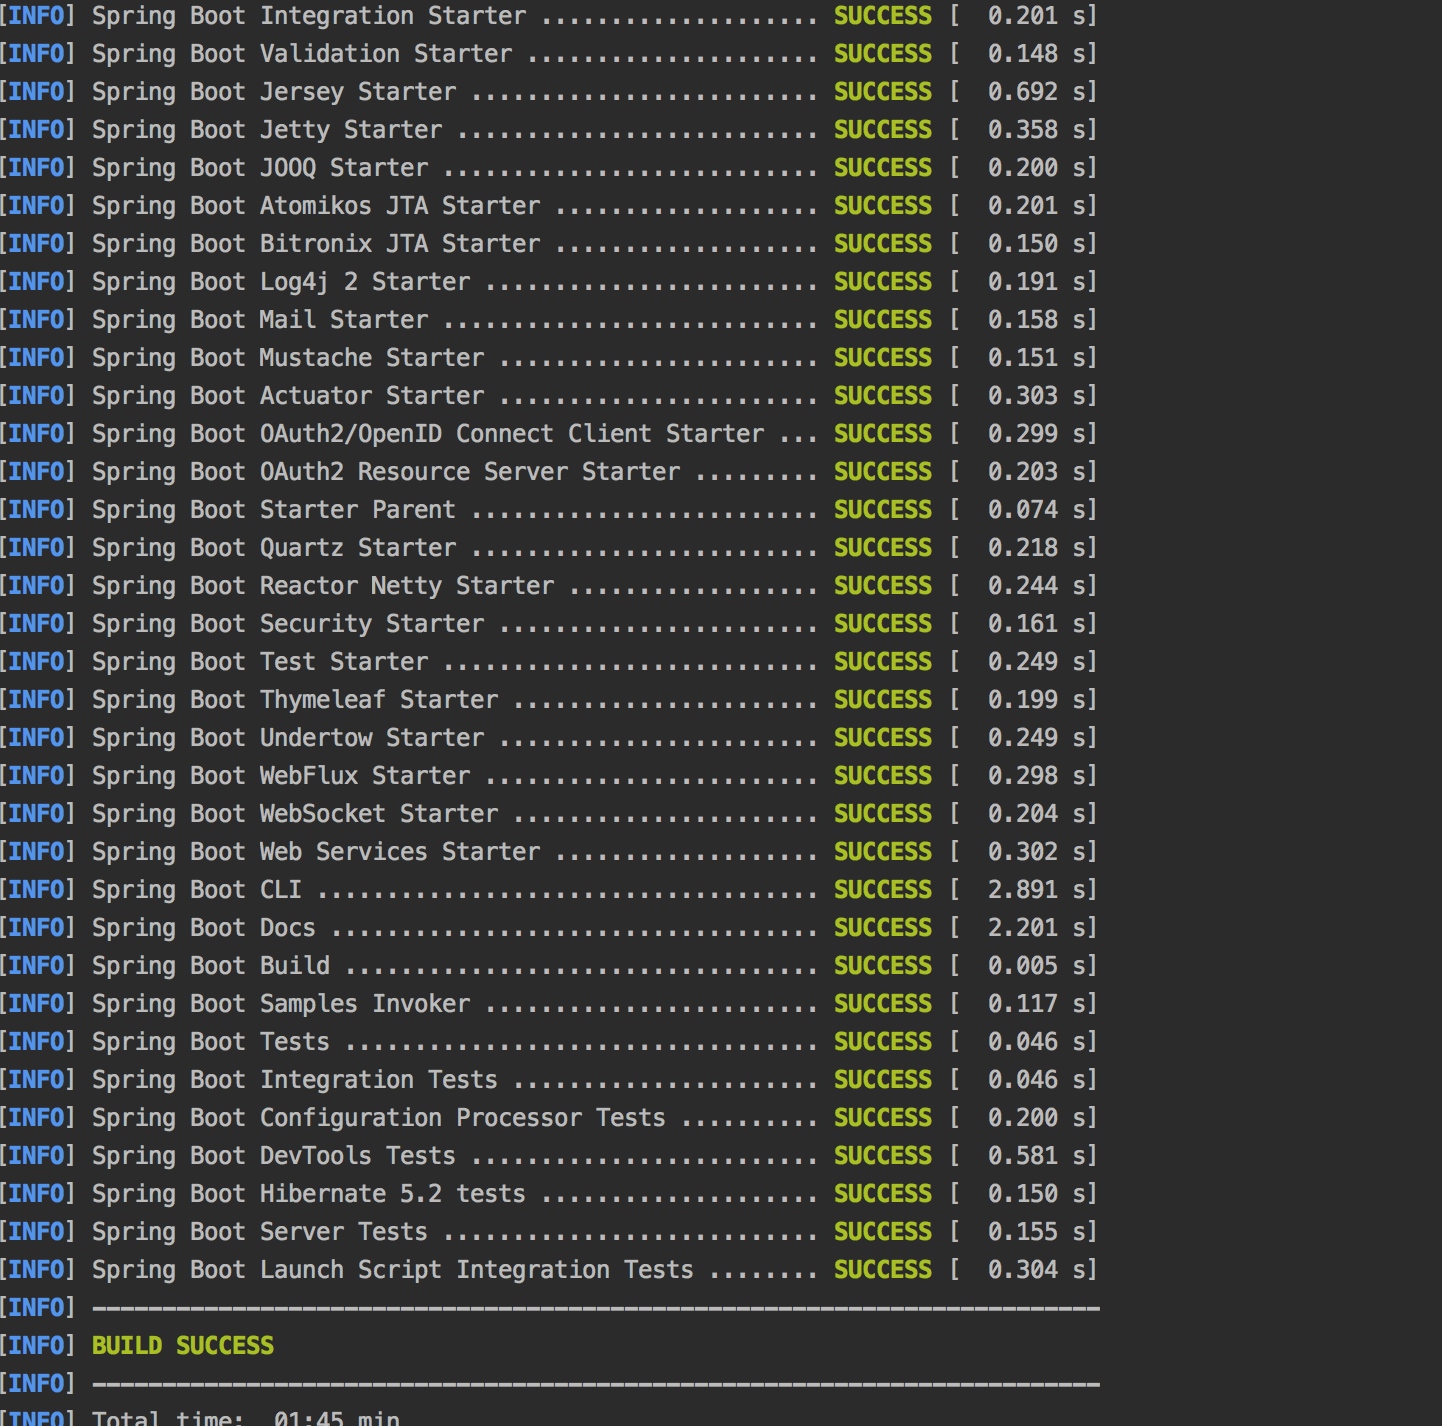 [INFO] Spring Boot Integration Starter .................... SUCCESS [  0.201 s]
[INFO] Spring Boot Validation Starter ..................... SUCCESS [  0.148 s]
[INFO] Spring Boot Jersey Starter ......................... SUCCESS [  0.692 s]
[INFO] Spring Boot Jetty Starter .......................... SUCCESS [  0.358 s]
[INFO] Spring Boot JOOQ Starter ........................... SUCCESS [  0.200 s]
[INFO] Spring Boot Atomikos JTA Starter ................... SUCCESS [  0.201 s]
[INFO] Spring Boot Bitronix JTA Starter ................... SUCCESS [  0.150 s]
[INFO] Spring Boot Log4j 2 Starter ........................ SUCCESS [  0.191 s]
[INFO] Spring Boot Mail Starter ........................... SUCCESS [  0.158 s]
[INFO] Spring Boot Mustache Starter ....................... SUCCESS [  0.151 s]
[INFO] Spring Boot Actuator Starter ....................... SUCCESS [  0.303 s]
[INFO] Spring Boot OAuth2/OpenID Connect Client Starter ... SUCCESS [  0.299 s]
[INFO] Spring Boot OAuth2 Resource Server Starter ......... SUCCESS [  0.203 s]
[INFO] Spring Boot Starter Parent ......................... SUCCESS [  0.074 s]
[INFO] Spring Boot Quartz Starter ......................... SUCCESS [  0.218 s]
[INFO] Spring Boot Reactor Netty Starter .................. SUCCESS [  0.244 s]
[INFO] Spring Boot Security Starter ....................... SUCCESS [  0.161 s]
[INFO] Spring Boot Test Starter ........................... SUCCESS [  0.249 s]
[INFO] Spring Boot Thymeleaf Starter ...................... SUCCESS [  0.199 s]
[INFO] Spring Boot Undertow Starter ....................... SUCCESS [  0.249 s]
[INFO] Spring Boot WebFlux Starter ........................ SUCCESS [  0.298 s]
[INFO] Spring Boot WebSocket Starter ...................... SUCCESS [  0.204 s]
[INFO] Spring Boot Web Services Starter ................... SUCCESS [  0.302 s]
[INFO] Spring Boot CLI .................................... SUCCESS [  2.891 s]
[INFO] Spring Boot Docs ................................... SUCCESS [  2.201 s]
[INFO] Spring Boot Build .................................. SUCCESS [  0.005 s]
[INFO] Spring Boot Samples Invoker ........................ SUCCESS [  0.117 s]
[INFO] Spring Boot Tests .................................. SUCCESS [  0.046 s]
[INFO] Spring Boot Integration Tests ...................... SUCCESS [  0.046 s]
[INFO] Spring Boot Configuration Processor Tests .......... SUCCESS [  0.200 s]
[INFO] Spring Boot DevTools Tests ......................... SUCCESS [  0.581 s]
[INFO] Spring Boot Hibernate 5.2 tests .................... SUCCESS [  0.150 s]
[INFO] Spring Boot Server Tests ........................... SUCCESS [  0.155 s]
[INFO] Spring Boot Launch Script Integration Tests ........ SUCCESS [  0.304 s]
[INFO] ------------------------------------------------------------------------
[INFO] BUILD SUCCESS
[INFO] ------------------------------------------------------------------------
[INFO] Total time:  01:45 min